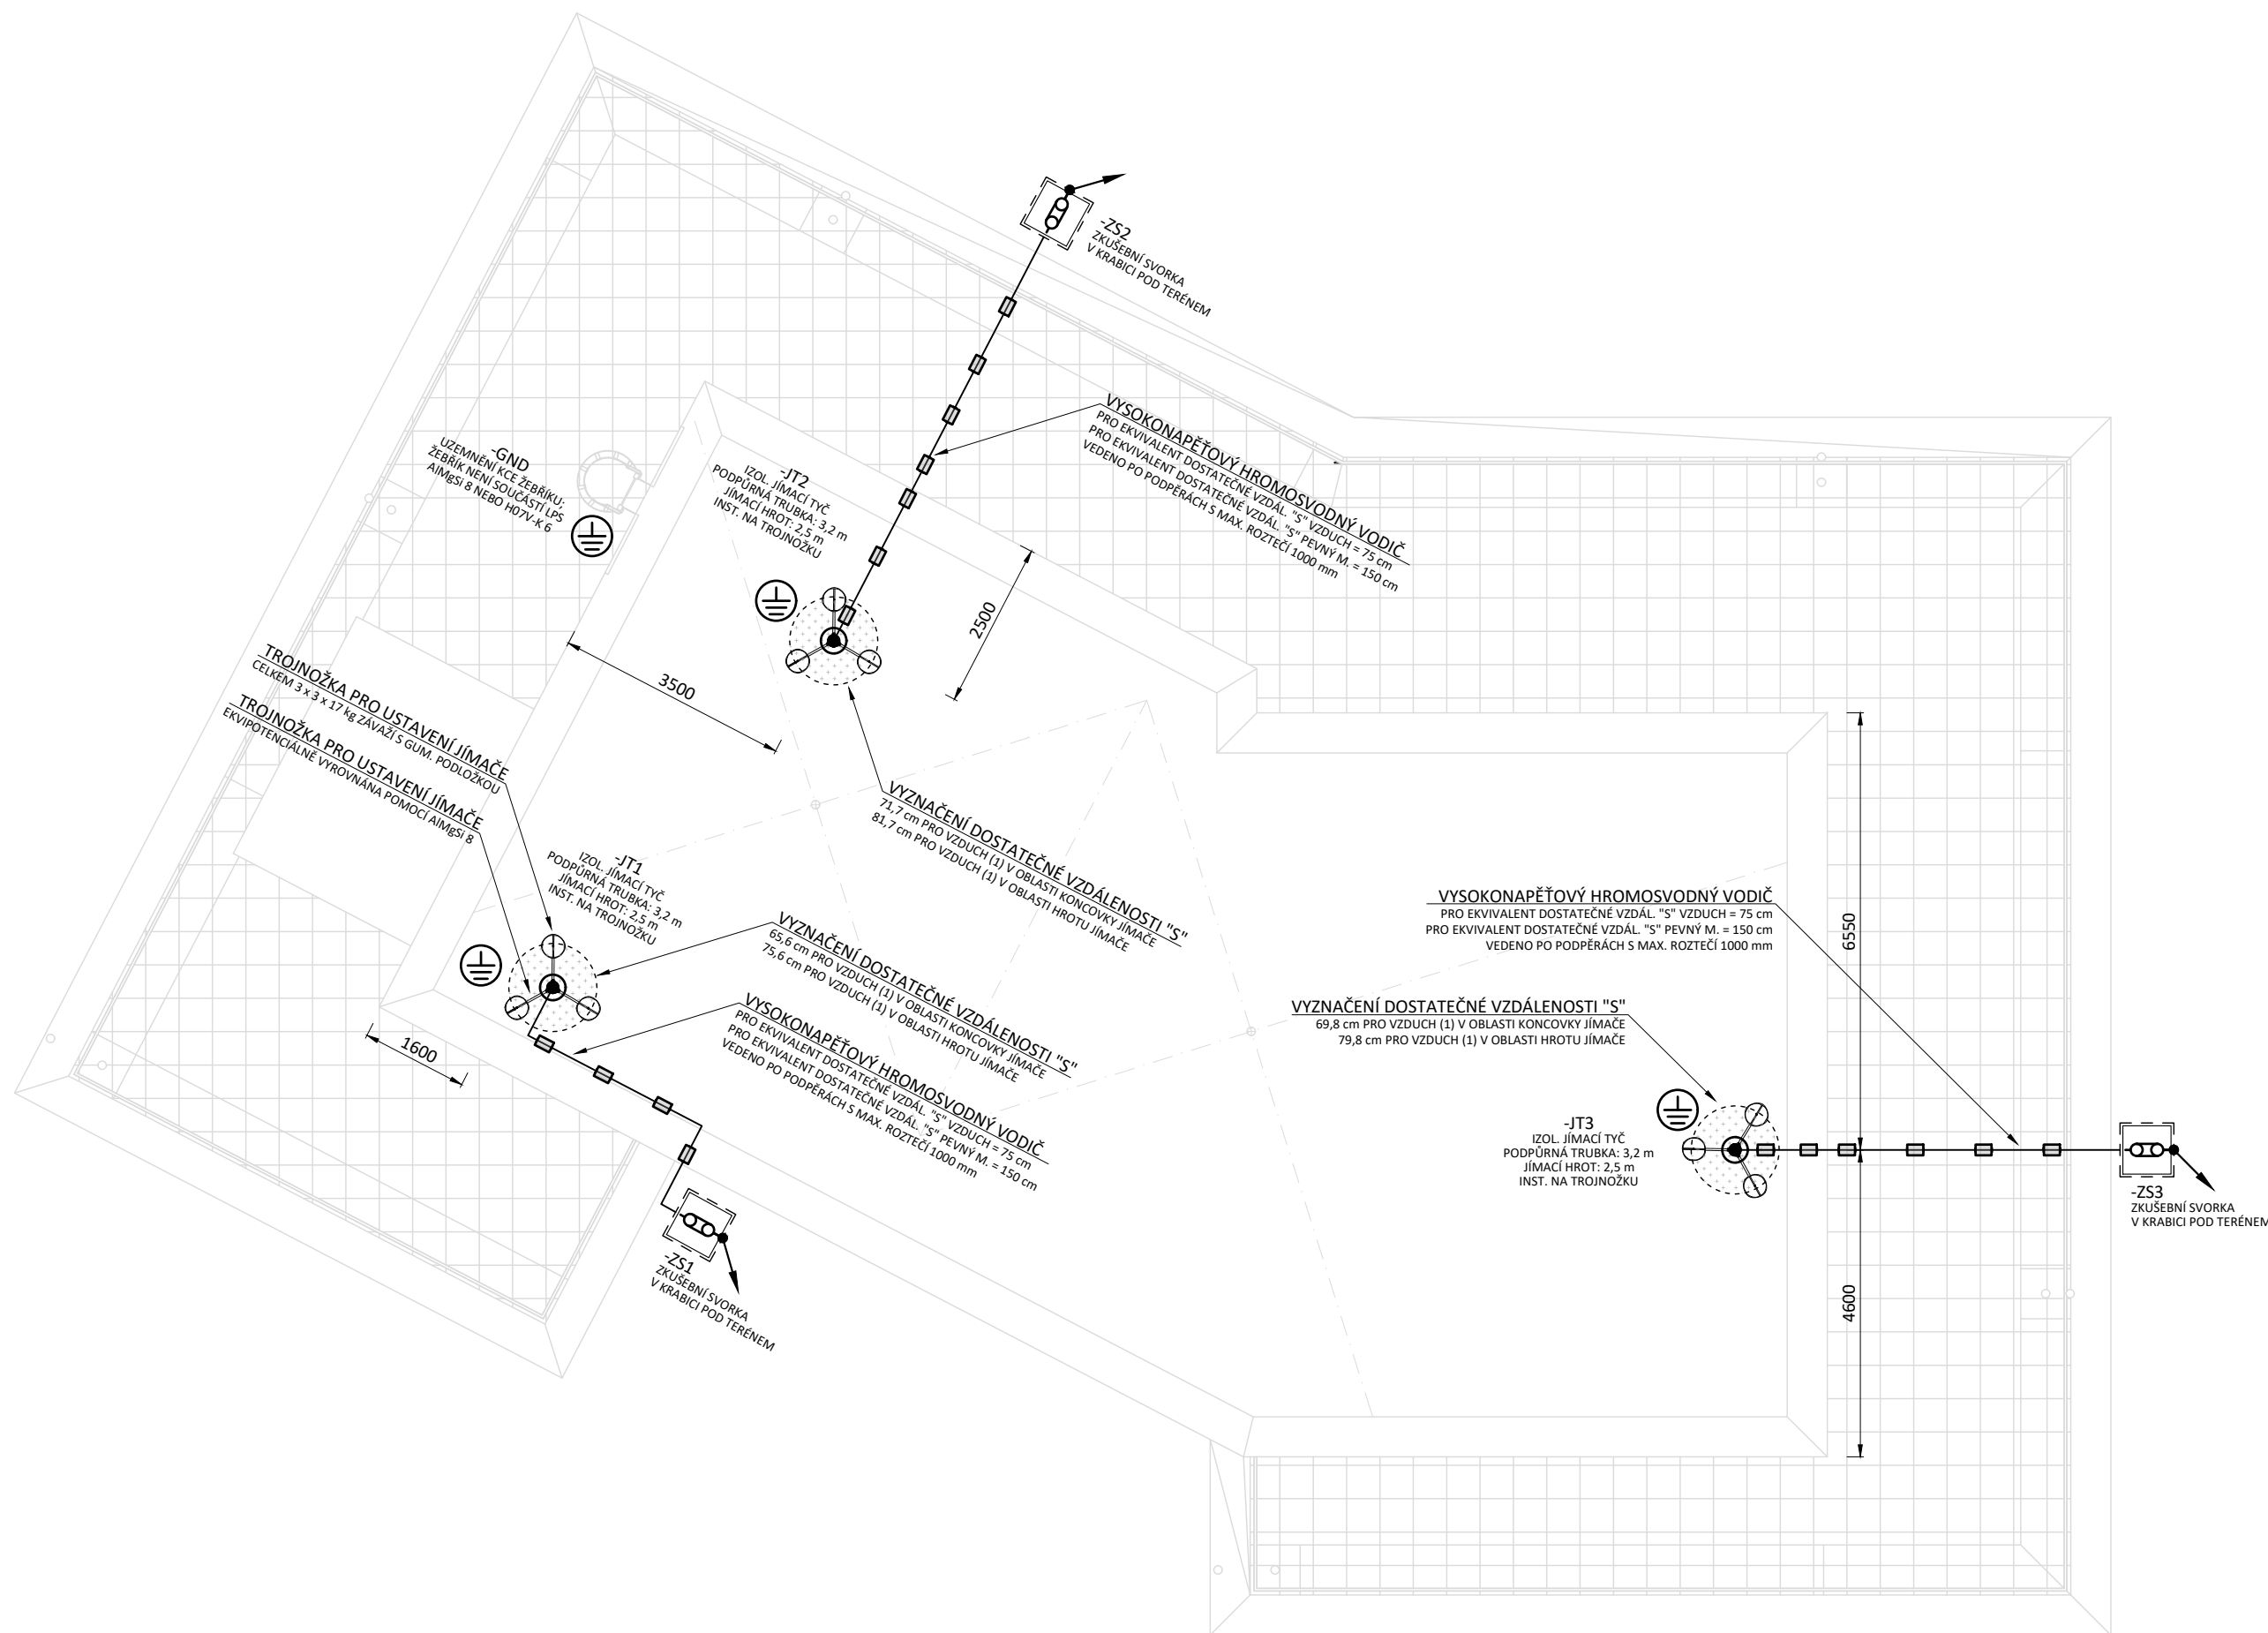 -ZS2
ZKUŠEBNÍ SVORKA
V KRABICI POD TERÉNEM
VYSOKONAPĚŤOVÝ HROMOSVODNÝ VODIČ
PRO EKVIVALENT DOSTATEČNÉ VZDÁL. "S" VZDUCH = 75 cm
PRO EKVIVALENT DOSTATEČNÉ VZDÁL. "S" PEVNÝ M. = 150 cm
VEDENO PO PODPĚRÁCH S MAX. ROZTEČÍ 1000 mm
-GND
UZEMNĚNÍ KCE ŽEBŘÍKU;
ŽEBŘÍK NENÍ SOUČÁSTÍ LPS
AlMgSi 8 NEBO H07V-K 6
-JT2
IZOL. JÍMACÍ TYČ
PODPŮRNÁ TRUBKA: 3,2 m
JÍMACÍ HROT: 2,5 m
INST. NA TROJNOŽKU
2500
3500
TROJNOŽKA PRO USTAVENÍ JÍMAČE
CELKEM 3 x 3 x 17 kg ZÁVAŽÍ S GUM. PODLOŽKOU
TROJNOŽKA PRO USTAVENÍ JÍMAČE
EKVIPOTENCIÁLNĚ VYROVNÁNA POMOCÍ AlMgSi 8
VYZNAČENÍ DOSTATEČNÉ VZDÁLENOSTI "S"
71,7 cm PRO VZDUCH (1) V OBLASTI KONCOVKY JÍMAČE
81,7 cm PRO VZDUCH (1) V OBLASTI HROTU JÍMAČE
-JT1
IZOL. JÍMACÍ TYČ
PODPŮRNÁ TRUBKA: 3,2 m
JÍMACÍ HROT: 2,5 m
INST. NA TROJNOŽKU
VYZNAČENÍ DOSTATEČNÉ VZDÁLENOSTI "S"
65,6 cm PRO VZDUCH (1) V OBLASTI KONCOVKY JÍMAČE
75,6 cm PRO VZDUCH (1) V OBLASTI HROTU JÍMAČE
VYSOKONAPĚŤOVÝ HROMOSVODNÝ VODIČ
PRO EKVIVALENT DOSTATEČNÉ VZDÁL. "S" VZDUCH = 75 cm
PRO EKVIVALENT DOSTATEČNÉ VZDÁL. "S" PEVNÝ M. = 150 cm
VEDENO PO PODPĚRÁCH S MAX. ROZTEČÍ 1000 mm
1600
-ZS1
ZKUŠEBNÍ SVORKA
V KRABICI POD TERÉNEM
VYSOKONAPĚŤOVÝ HROMOSVODNÝ VODIČ
PRO EKVIVALENT DOSTATEČNÉ VZDÁL. "S" VZDUCH = 75 cm
PRO EKVIVALENT DOSTATEČNÉ VZDÁL. "S" PEVNÝ M. = 150 cm
VEDENO PO PODPĚRÁCH S MAX. ROZTEČÍ 1000 mm
6550
VYZNAČENÍ DOSTATEČNÉ VZDÁLENOSTI "S"
69,8 cm PRO VZDUCH (1) V OBLASTI KONCOVKY JÍMAČE
79,8 cm PRO VZDUCH (1) V OBLASTI HROTU JÍMAČE
-JT3
IZOL. JÍMACÍ TYČ
PODPŮRNÁ TRUBKA: 3,2 m
JÍMACÍ HROT: 2,5 m
INST. NA TROJNOŽKU
-ZS3
ZKUŠEBNÍ SVORKA
V KRABICI POD TERÉNEM
4600